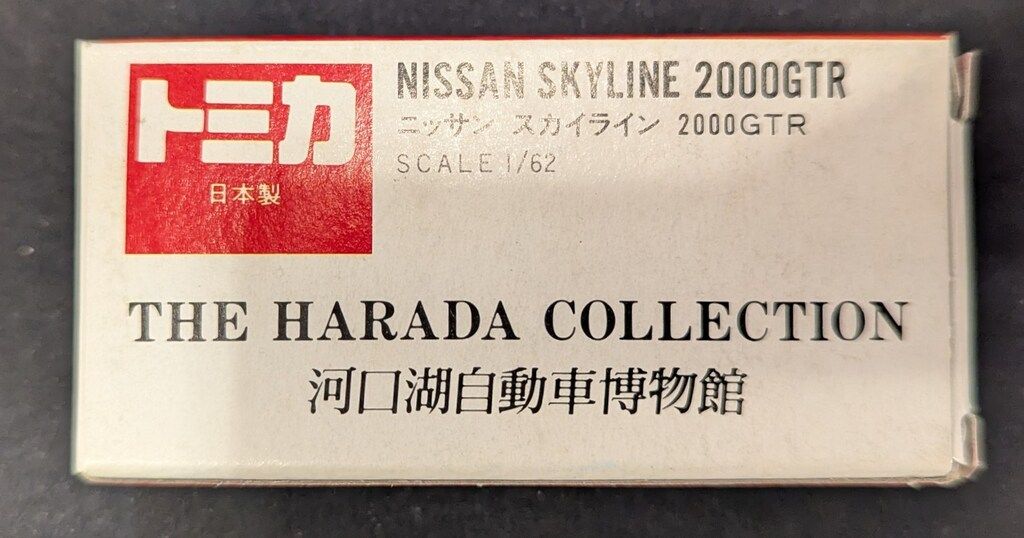 トミカ
日本製
NISSAN SKYLINE 2000GTR
ニッサン スカイライン 2000GTR
SCALE 1/62
THE HARADA COLLECTION
河口湖自動車博物館